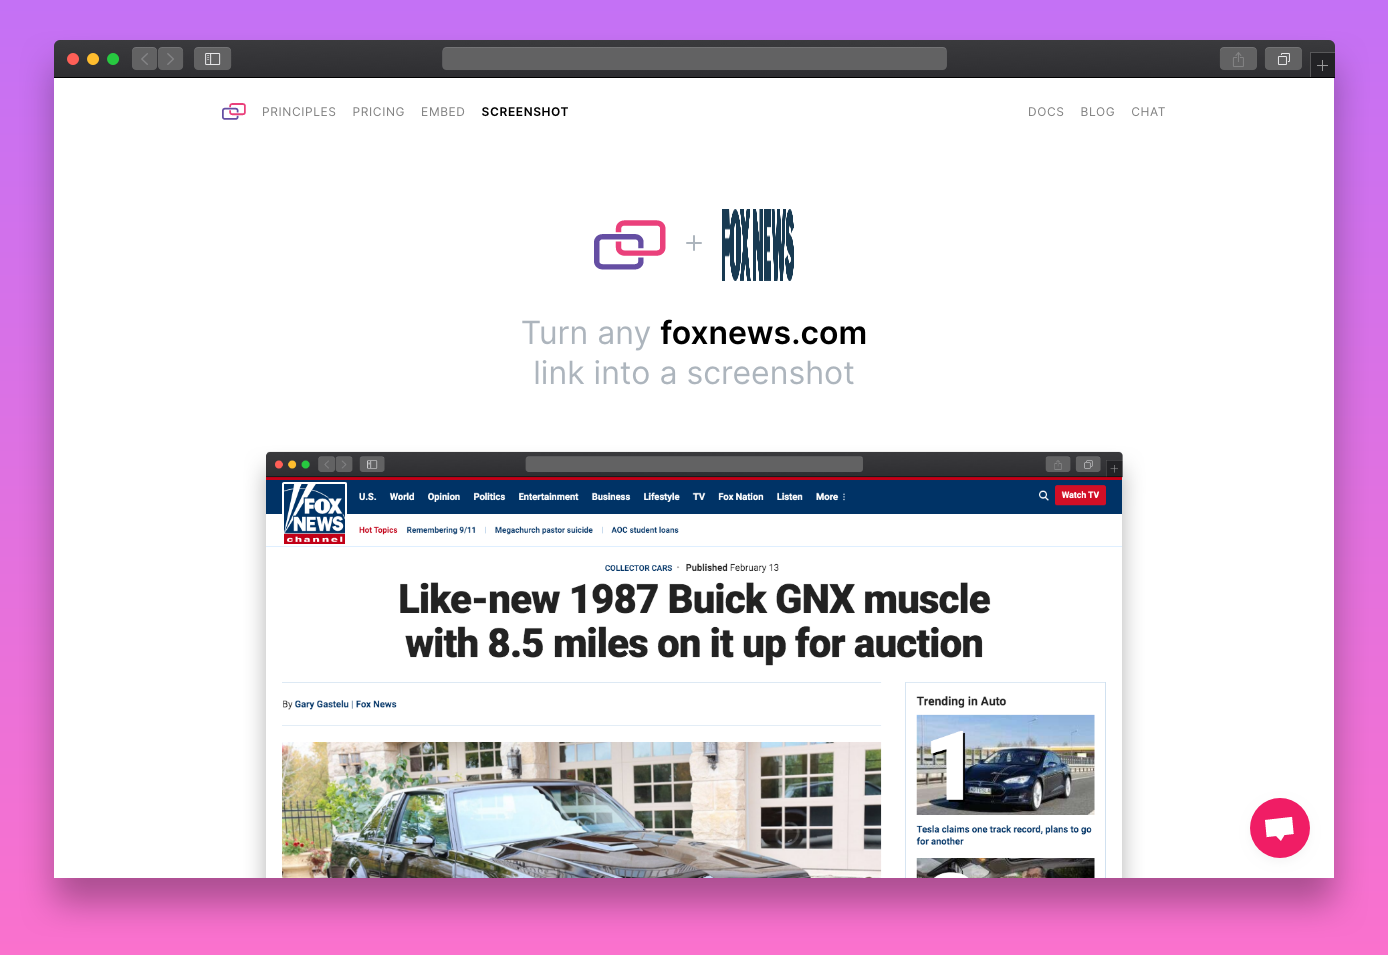 PRINCIPLES PRICING EMBED SCREENSHOT DOCS BLOG CHAT
+ FOX NEWS
Turn any foxnews.com
link into a screenshot
FOX
NEWS
channel
U.S. World Opinion Politics Entertainment Business Lifestyle TV Fox Nation Listen More Watch TV
Hot Topics Remembering 9/11 Megachurch pastor suicide AOC student loans
COLLECTOR CARS · Published February 13
Like-new 1987 Buick GNX muscle
with 8.5 miles on it up for auction
By Gary Gastelu | Fox News
Trending in Auto
1
Tesla claims one track record, plans to go
for another